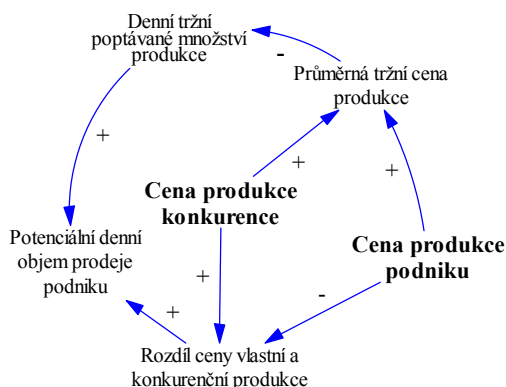 Denní tržní
poptávané množství
produkce
-
Průměrná tržní cena
produkce
+
+
+
Cena produkce
konkurence
Potenciální denní
objem prodeje
podniku
Cena produkce
podniku
+
-
+
Rozdíl ceny vlastní a
konkurenční produkce